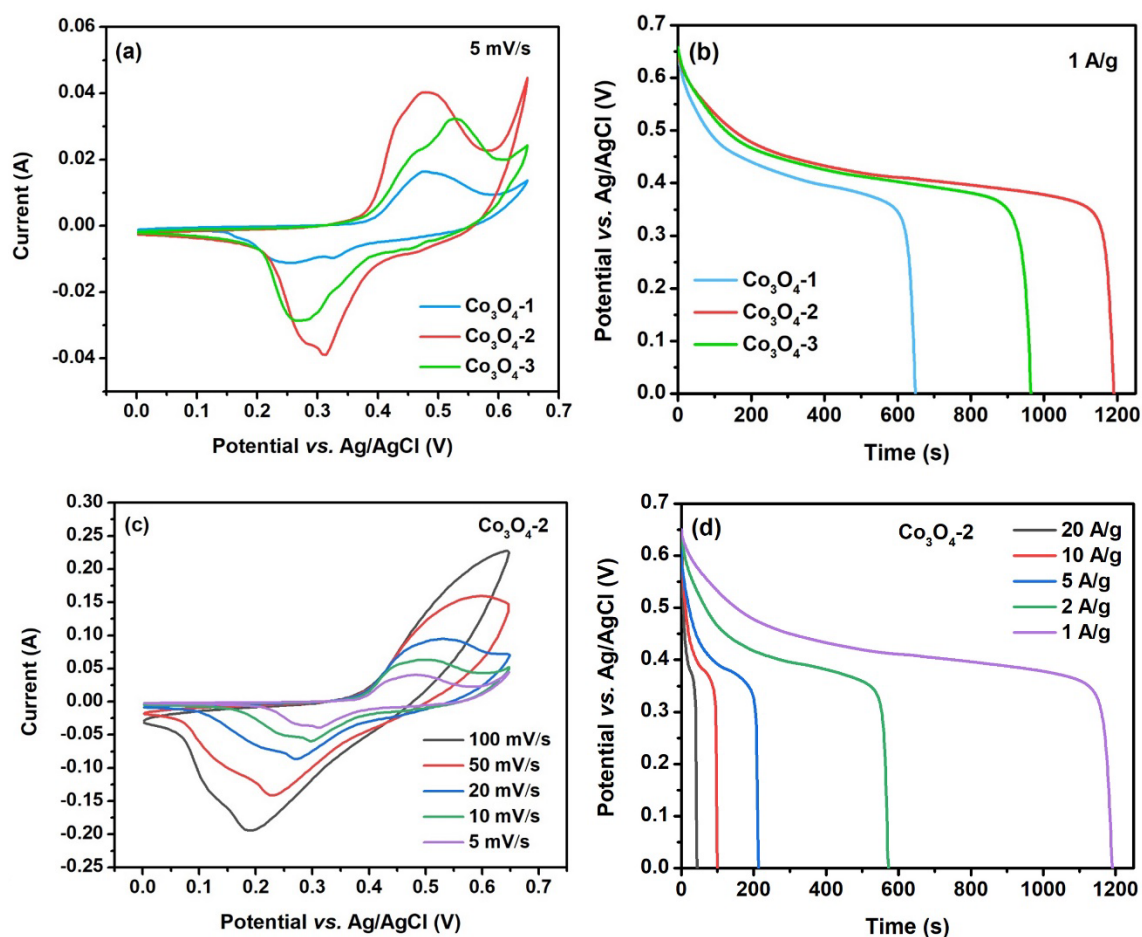 (a)
5 mV/s
0.06
0.04
0.02
0.00
-0.02
-0.04
Current (A)
Co₃O₄-1
Co₃O₄-2
Co₃O₄-3
0.0 0.1 0.2 0.3 0.4 0.5 0.6 0.7
Potential vs. Ag/AgCl (V)
(b)
1 A/g
0.7
0.6
0.5
0.4
0.3
0.2
0.1
0.0
Potential vs. Ag/AgCl (V)
Co₃O₄-1
Co₃O₄-2
Co₃O₄-3
0 200 400 600 800 1000 1200
Time (s)
(c)
Co₃O₄-2
0.30
0.25
0.20
0.15
0.10
0.05
0.00
-0.05
-0.10
-0.15
-0.20
-0.25
Current (A)
100 mV/s
50 mV/s
20 mV/s
10 mV/s
5 mV/s
0.0 0.1 0.2 0.3 0.4 0.5 0.6 0.7
Potential vs. Ag/AgCl (V)
(d)
Co₃O₄-2
20 A/g
10 A/g
5 A/g
2 A/g
1 A/g
0.7
0.6
0.5
0.4
0.3
0.2
0.1
0.0
Potential vs. Ag/AgCl (V)
0 200 400 600 800 1000 1200
Time (s)